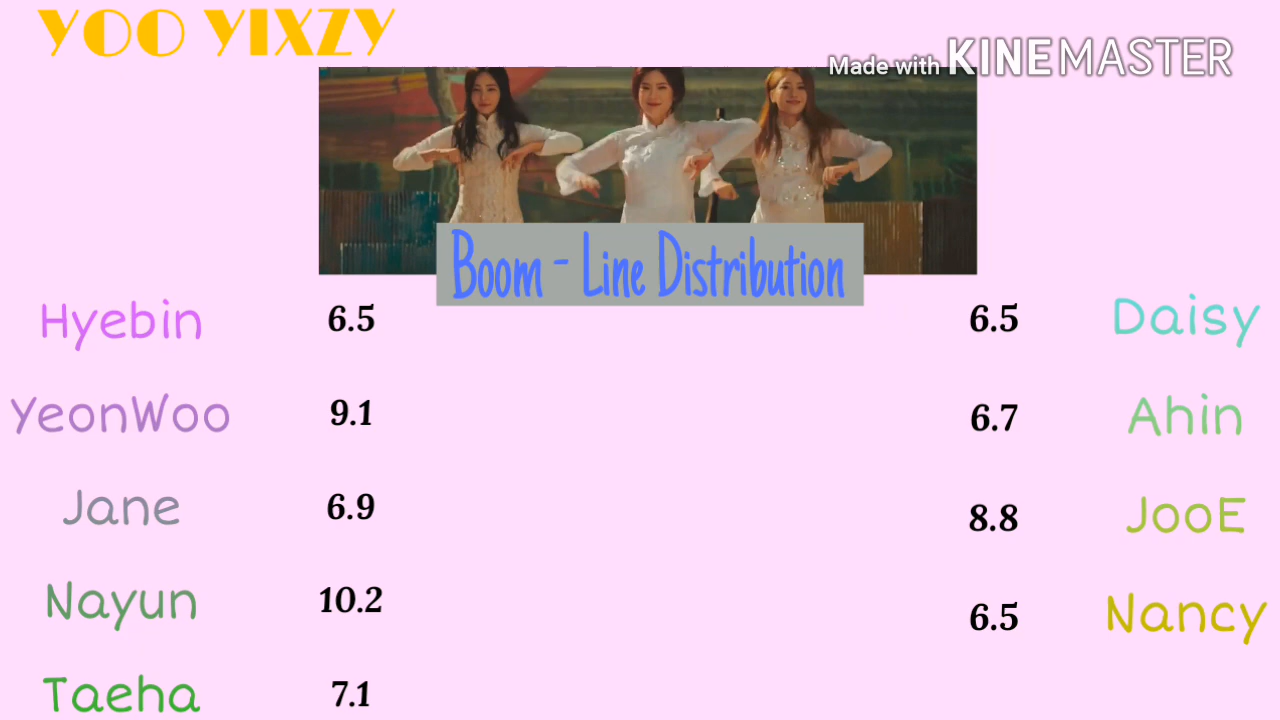 YOO YIXZY
Made with KINEMASTER
Boom - Line Distribution
Hyebin 6.5
6.5 Daisy
YeonWoo 9.1
6.7 Ahin
Jane 6.9
8.8 JooE
Nayun 10.2
6.5 Nancy
Taeha 7.1